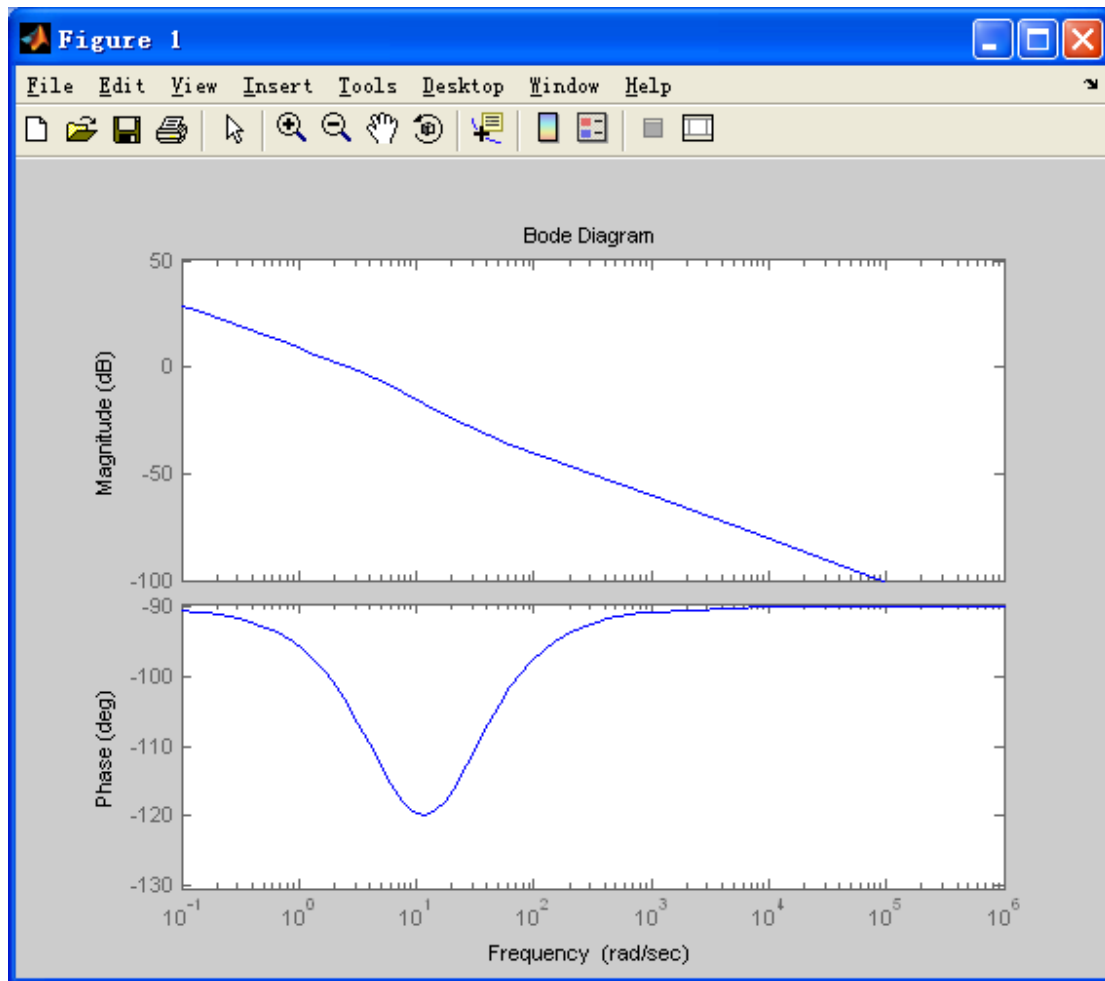 Figure 1
File Edit View Insert Tools Desktop Window Help
Bode Diagram
50
0
-50
-100
Magnitude (dB)
-90
-100
-110
-120
-130
Phase (deg)
10^-1 10^0 10^1 10^2 10^3 10^4 10^5 10^6
Frequency (rad/sec)